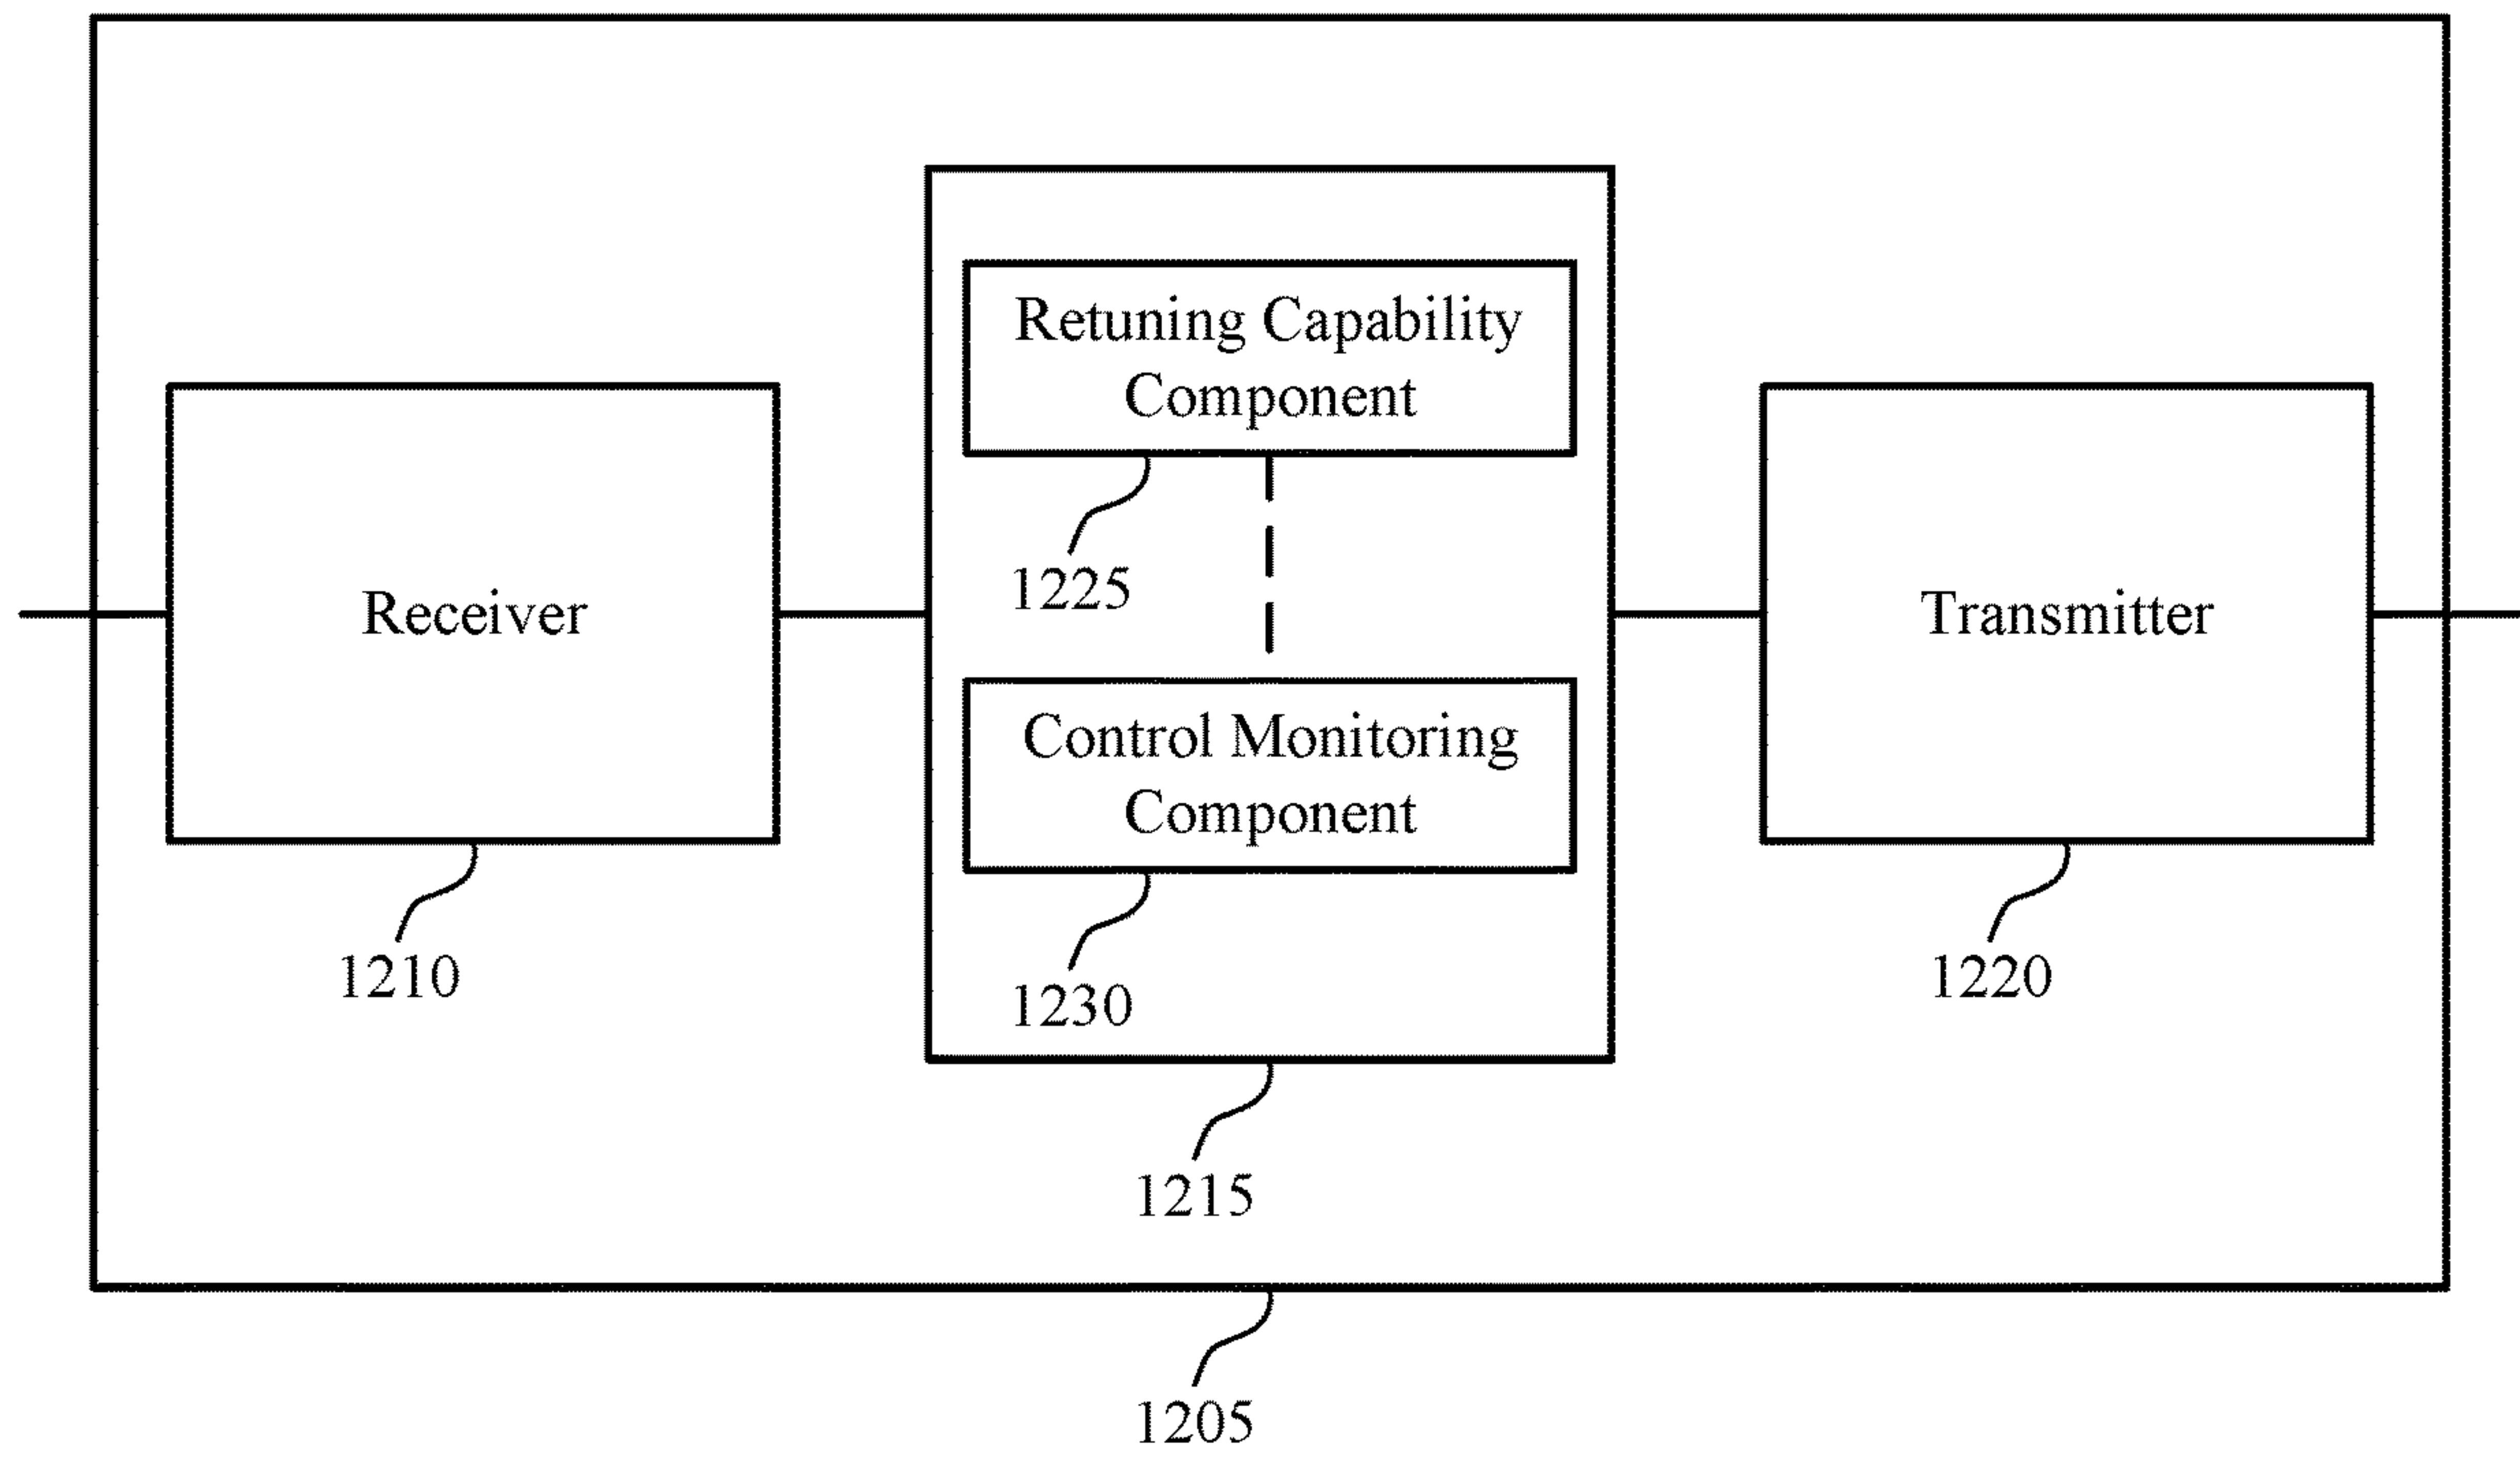 Retuning Capability
Component
1225
Receiver
Transmitter
Control Monitoring
Component
1210
1230
1220
1215
1205